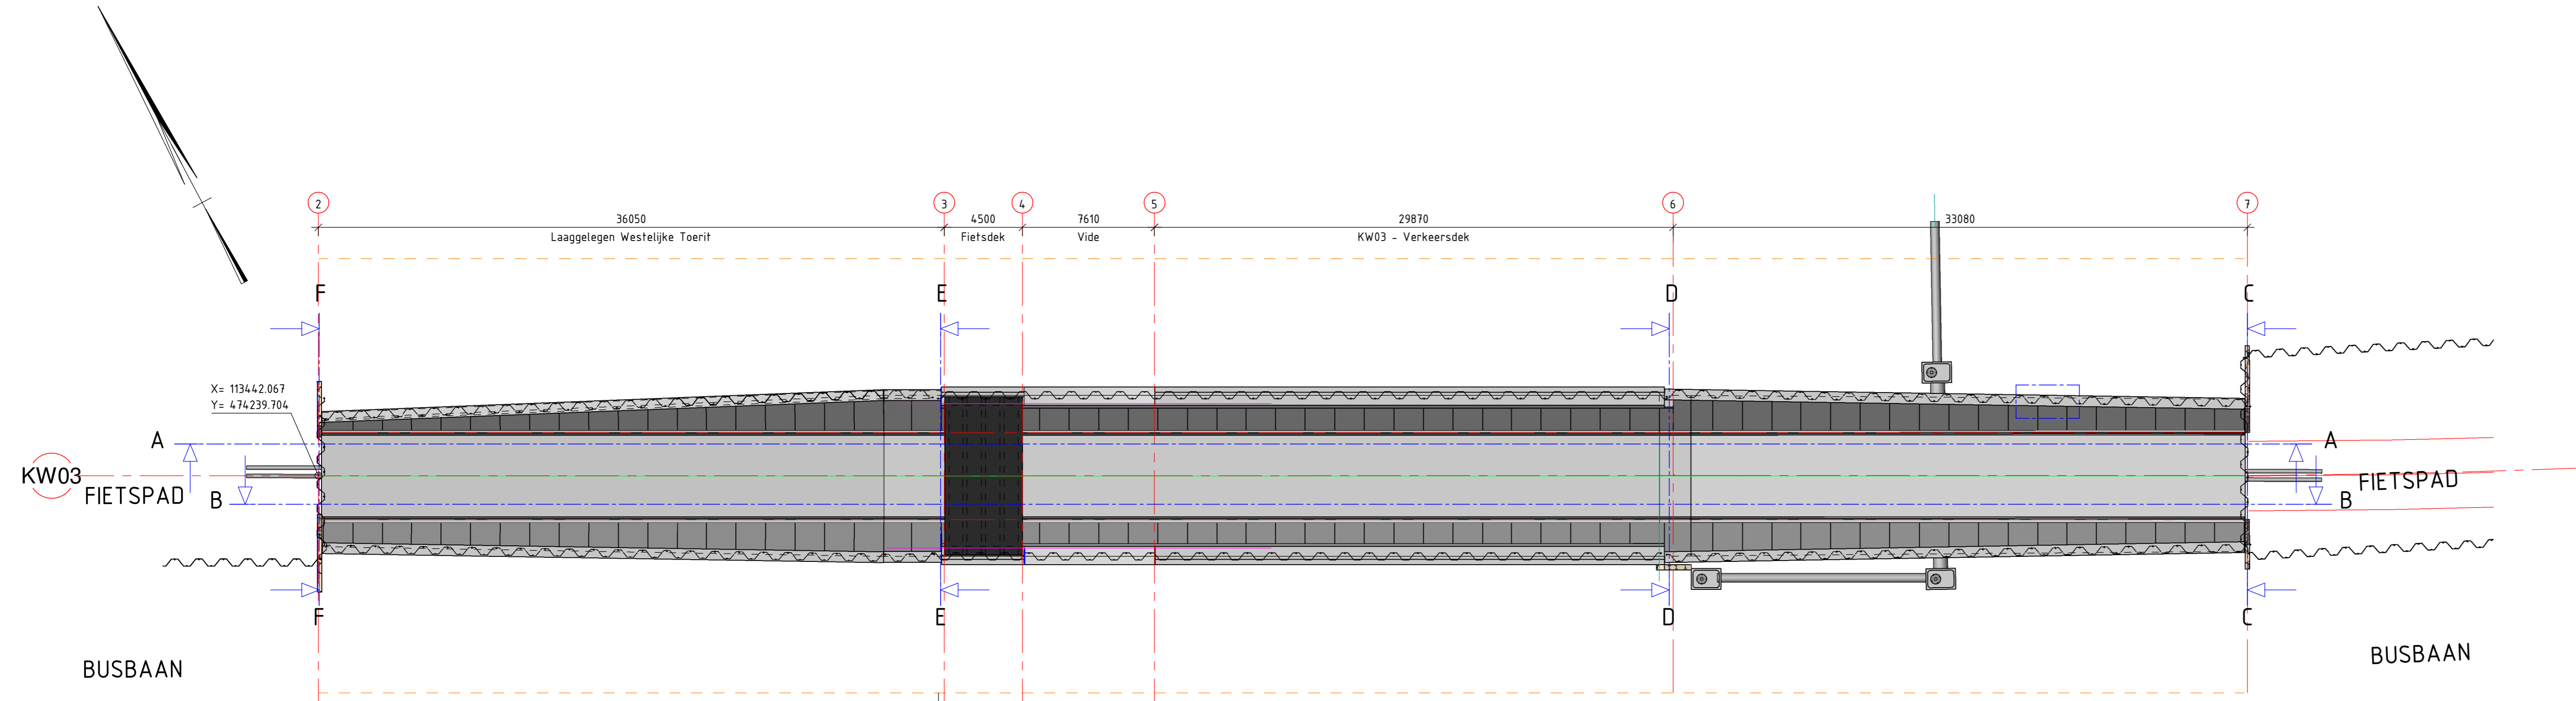 2
3
4
5
6
7
36050
4500
7610
29870
33080
Laaggelegen Westelijke Toerit
Fietsdek
Vide
KW03 - Verkeersdek
F
E
D
C
X= 113442.067
Y= 474239.704
A
A
KW03
FIETSPAD
FIETSPAD
B
B
F
E
D
C
BUSBAAN
BUSBAAN